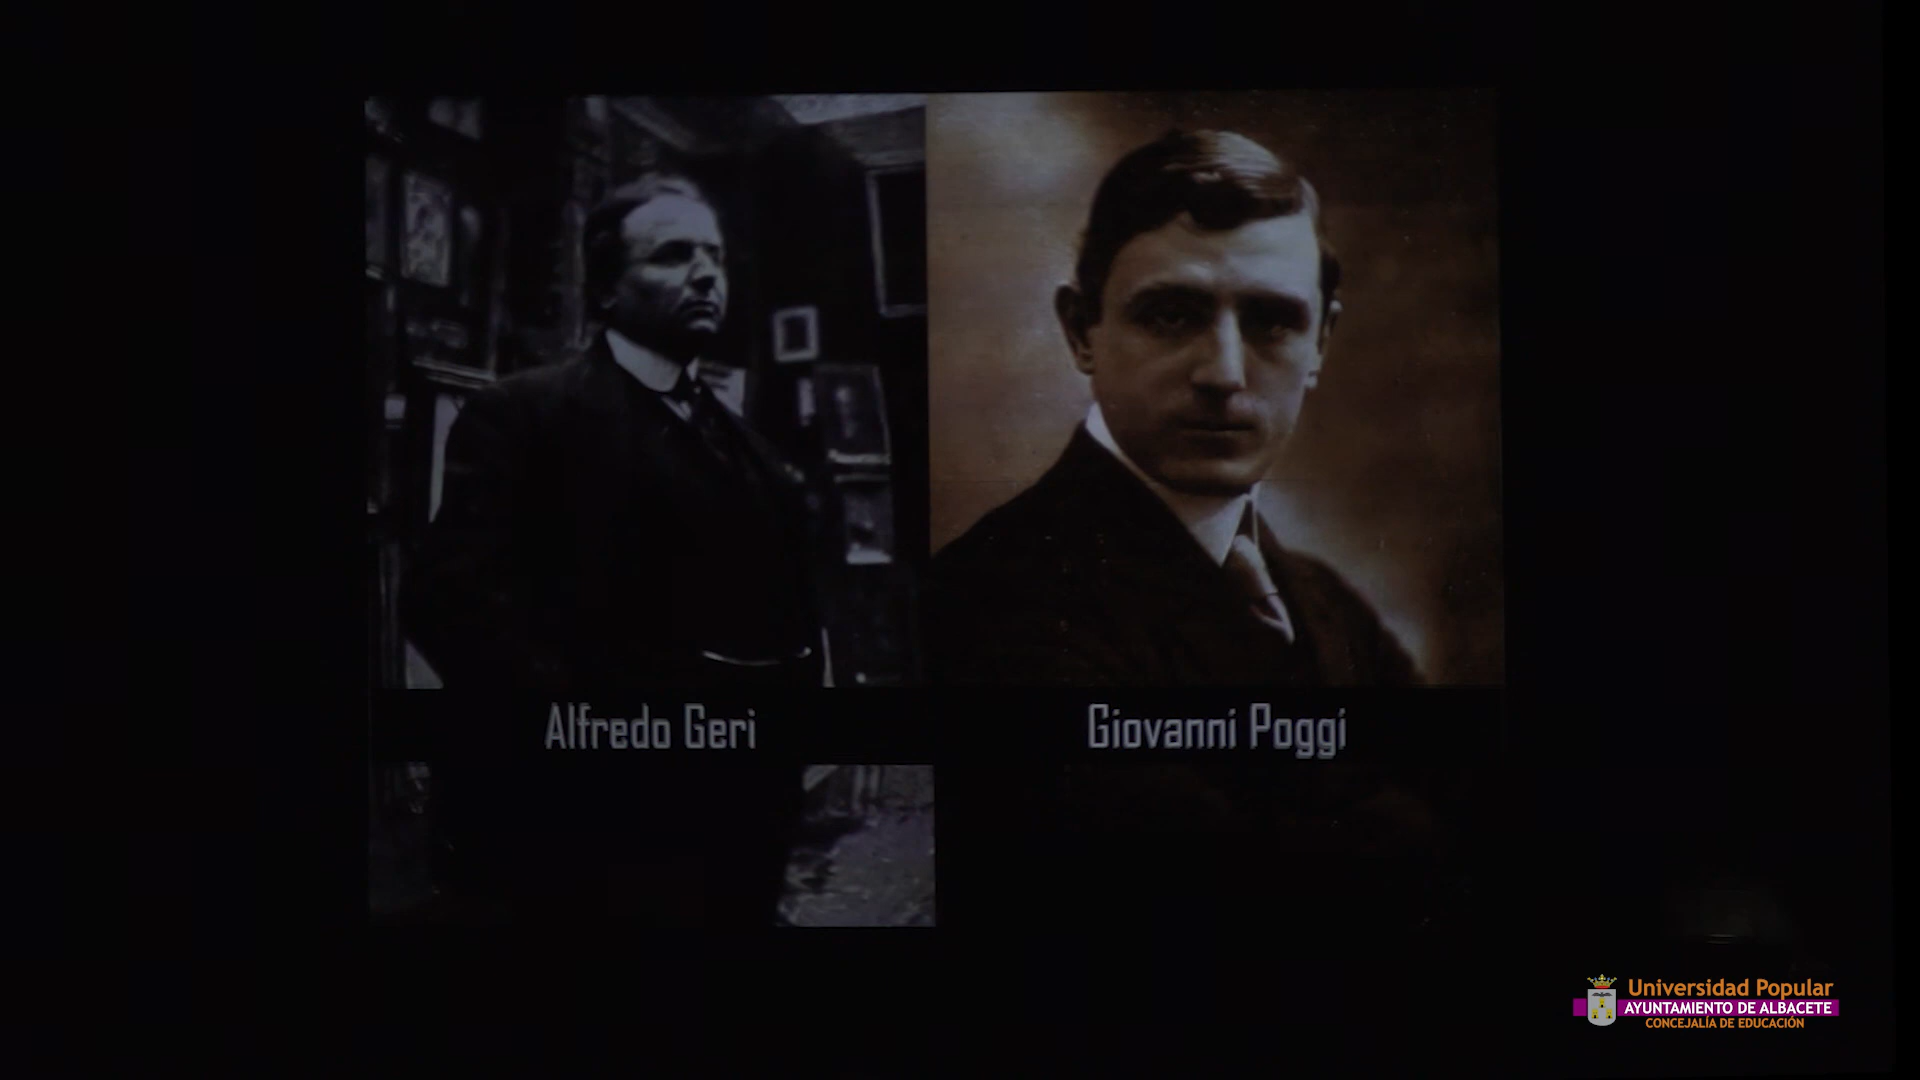 Alfredo Geri
Giovanni Poggi
Universidad Popular
AYUNTAMIENTO DE ALBACETE
CONCEJALÍA DE EDUCACIÓN